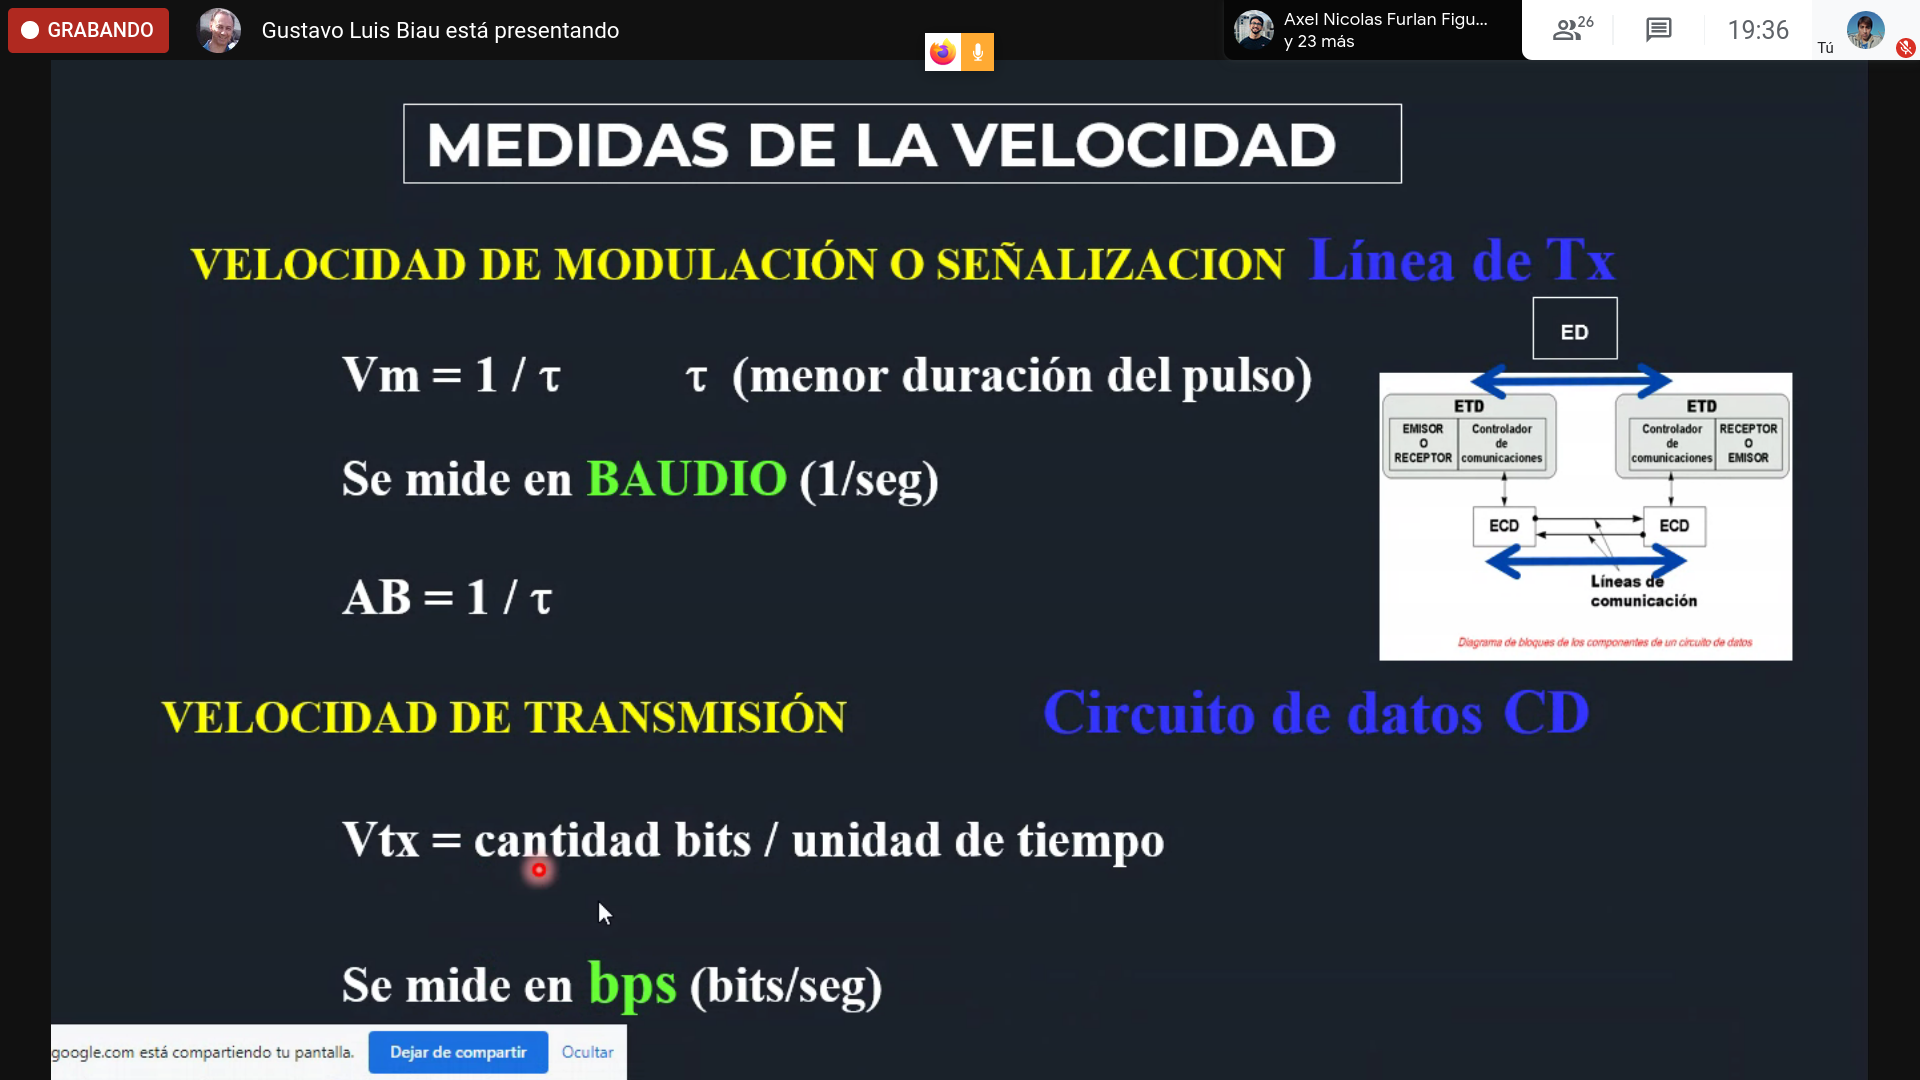 GRABANDO
Gustavo Luis Biau está presentando
Axel Nicolas Furlan Figu...
y 23 más
26
19:36
Tú
MEDIDAS DE LA VELOCIDAD
VELOCIDAD DE MODULACIÓN O SEÑALIZACION Línea de Tx
ED
Vm = 1 / τ τ (menor duración del pulso)
ETD
EMISOR
O
RECEPTOR
Controlador
de
comunicaciones
ETD
Controlador
de
comunicaciones
RECEPTOR
O
EMISOR
Se mide en BAUDIO (1/seg)
ECD
ECD
Líneas de
comunicación
AB = 1 / τ
Diagrama de bloques de los componentes de un circuito de datos
VELOCIDAD DE TRANSMISIÓN Circuito de datos CD
Vtx = cantidad bits / unidad de tiempo
Se mide en bps (bits/seg)
google.com está compartiendo tu pantalla.
Dejar de compartir
Ocultar